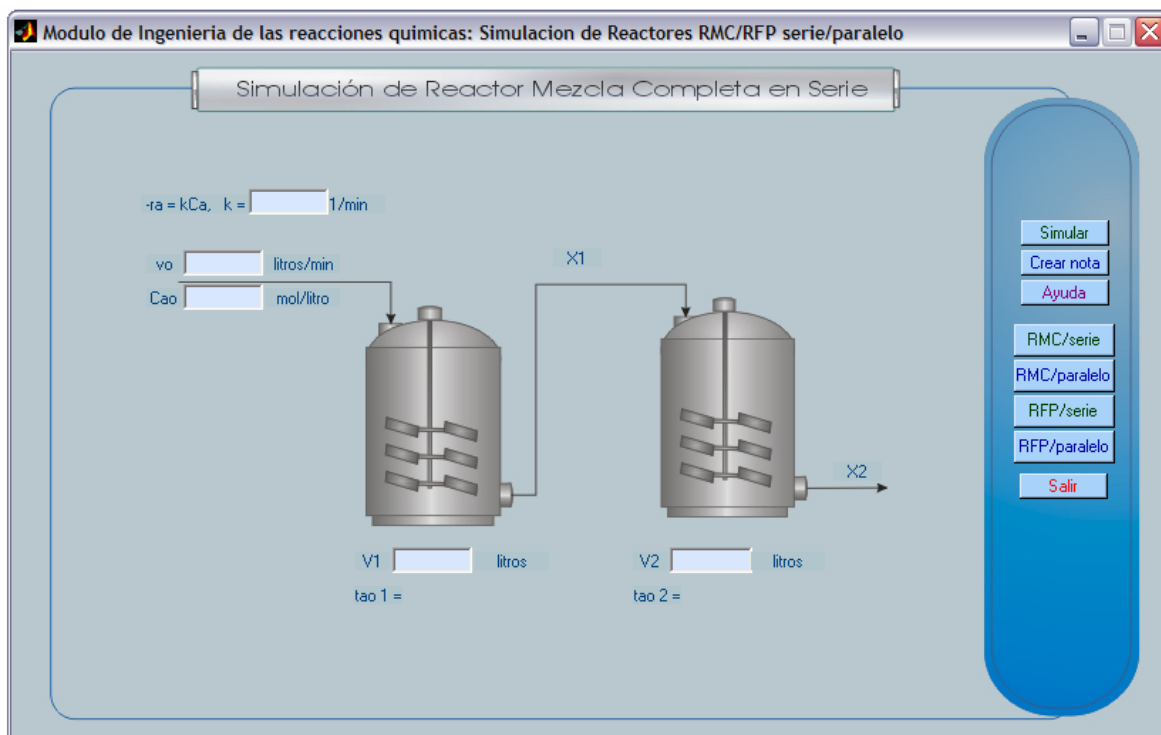 Modulo de Ingenieria de las reacciones quimicas: Simulacion de Reactores RMC/RFP serie/paralelo
Simulación de Reactor Mezcla Completa en Serie
-ra = kCa, k = 1/min
vo litros/min
Cao mol/litro
X1
X2
V1 litros
V2 litros
tao 1 =
tao 2 =
Simular
Crear nota
Ayuda
RMC/serie
RMC/paralelo
RFP/serie
RFP/paralelo
Salir